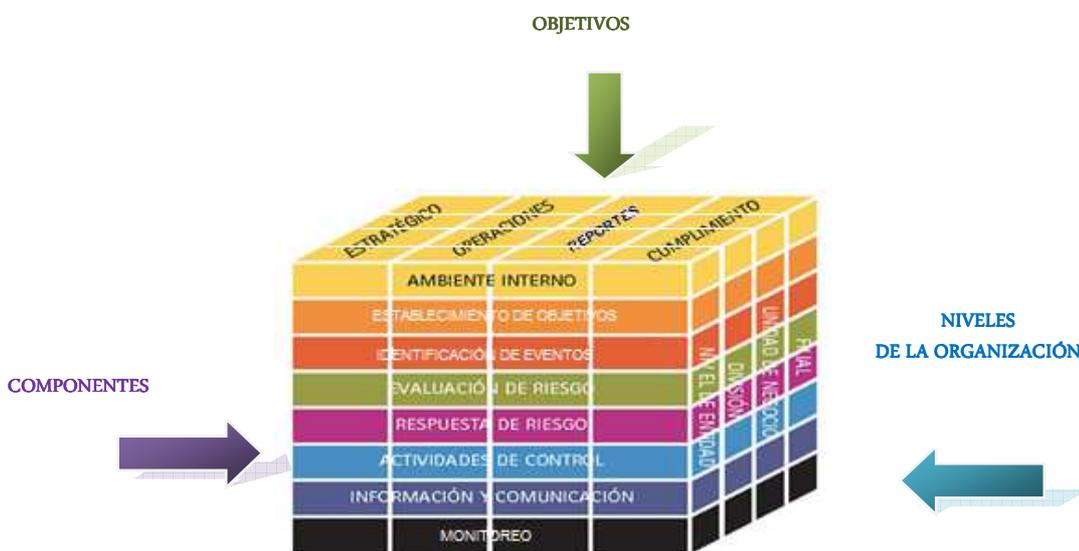 OBJETIVOS
ESTRATÉGICO
OPERACIONES
REPORTES
CUMPLIMIENTO
AMBIENTE INTERNO
ESTABLECIMIENTO DE OBJETIVOS
IDENTIFICACIÓN DE EVENTOS
EVALUACIÓN DE RIESGO
RESPUESTA DE RIESGO
ACTIVIDADES DE CONTROL
INFORMACIÓN Y COMUNICACIÓN
MONITOREO
NIVEL DE ENTIDAD
DIVISIÓN
UNIDAD DE NEGOCIO
FILIAL
NIVELES
DE LA ORGANIZACIÓN
COMPONENTES